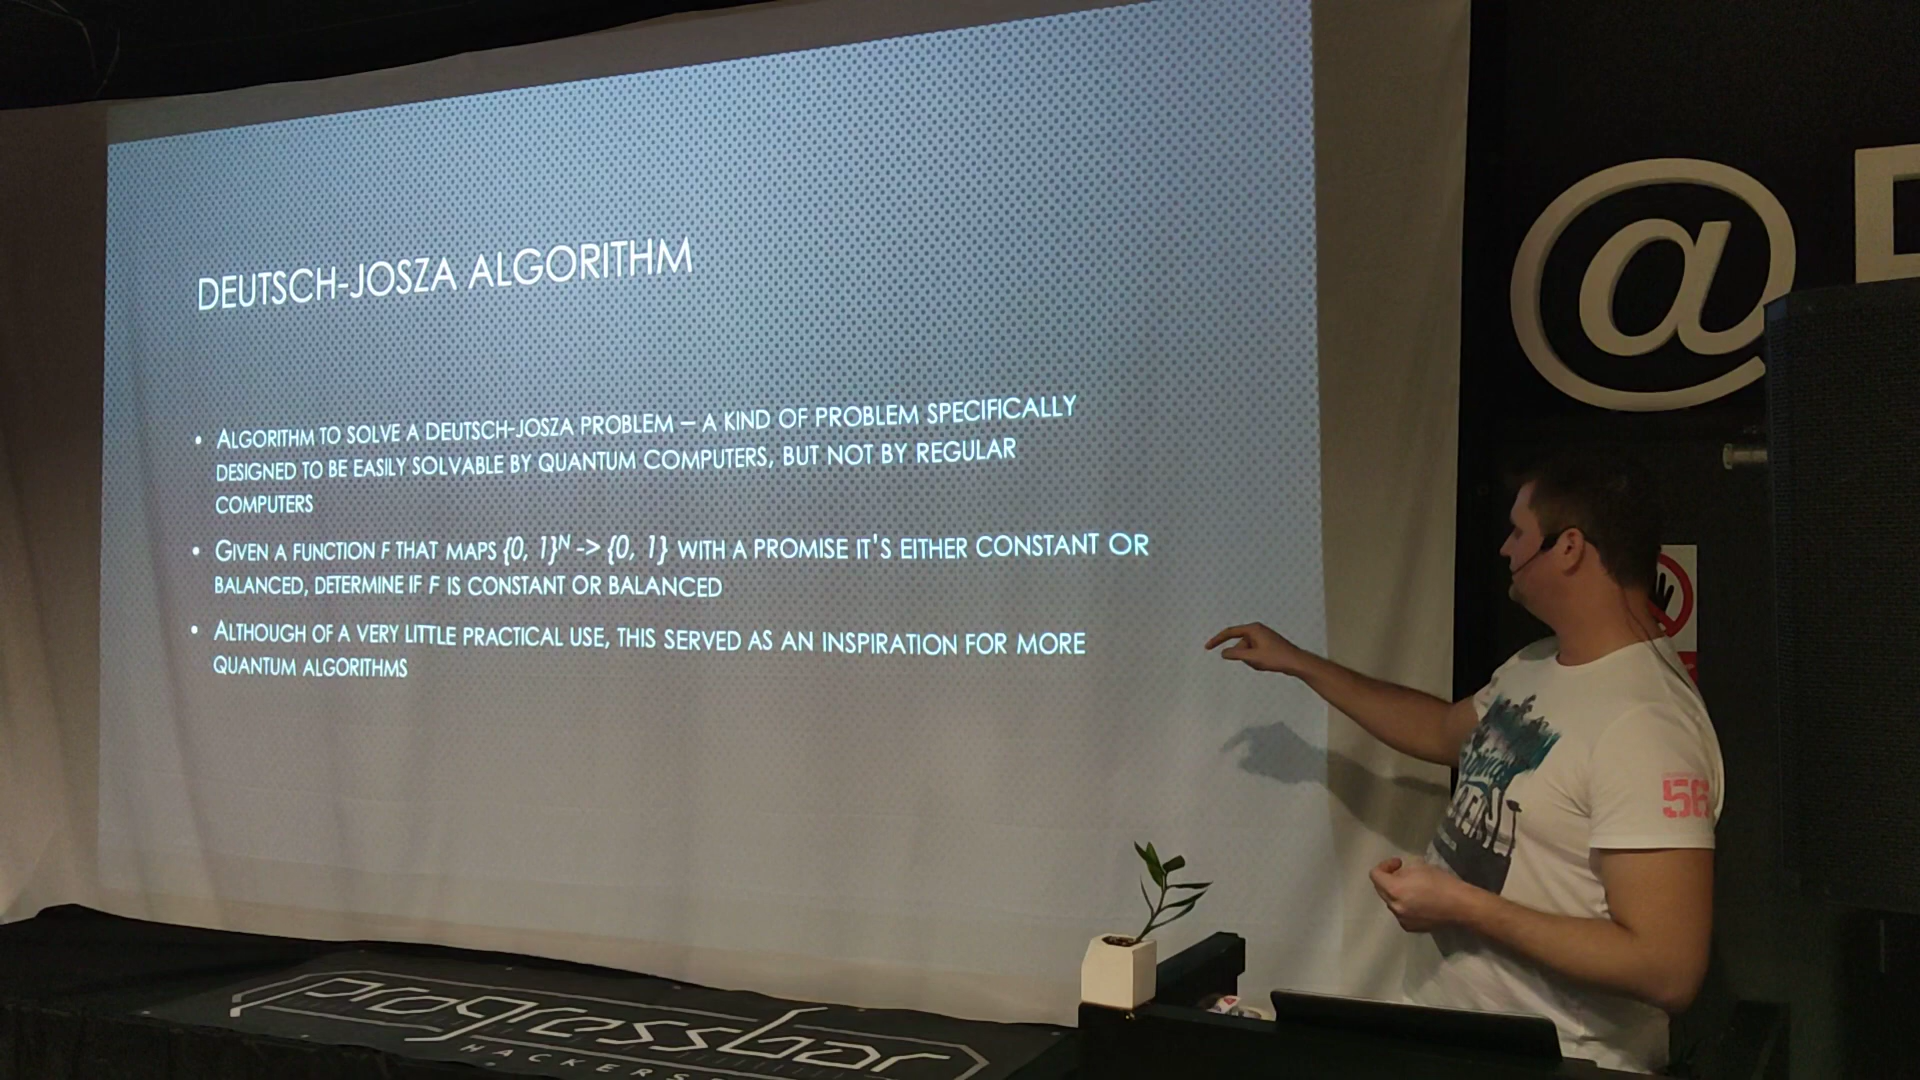 DEUTSCH-JOSZA ALGORITHM
• ALGORITHM TO SOLVE A DEUTSCH-JOSZA PROBLEM – A KIND OF PROBLEM SPECIFICALLY
DESIGNED TO BE EASILY SOLVABLE BY QUANTUM COMPUTERS, BUT NOT BY REGULAR
COMPUTERS
• GIVEN A FUNCTION F THAT MAPS {0, 1}ᴺ -> {0, 1} WITH A PROMISE IT'S EITHER CONSTANT OR
BALANCED, DETERMINE IF F IS CONSTANT OR BALANCED
• ALTHOUGH OF A VERY LITTLE PRACTICAL USE, THIS SERVED AS AN INSPIRATION FOR MORE
QUANTUM ALGORITHMS
@
56
progressbar